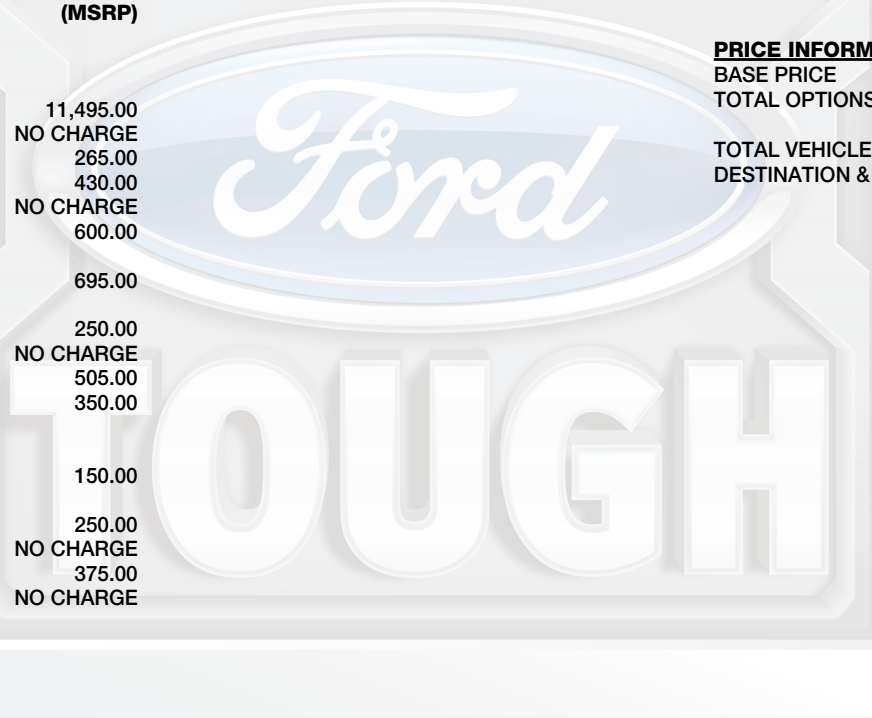 (MSRP)
11,495.00
NO CHARGE
265.00
430.00
NO CHARGE
600.00
695.00
250.00
NO CHARGE
505.00
350.00
150.00
250.00
NO CHARGE
375.00
NO CHARGE
PRICE INFORM
BASE PRICE
TOTAL OPTIONS
TOTAL VEHICLE
DESTINATION &
Ford
TOUGH